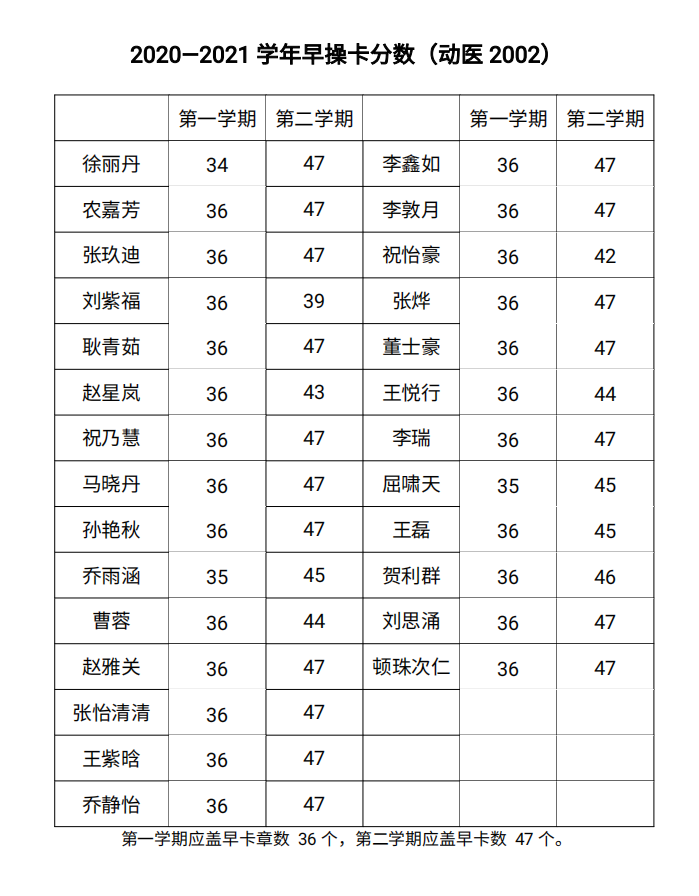 2020—2021 学年早操卡分数（动医 2002）
第一学期 第二学期 第一学期 第二学期
徐丽丹 34 47 李鑫如 36 47
农嘉芳 36 47 李敦月 36 47
张玖迪 36 47 祝怡豪 36 42
刘紫福 36 39 张烨 36 47
耿青茹 36 47 董士豪 36 47
赵星岚 36 43 王悦行 36 44
祝乃慧 36 47 李瑞 36 47
马晓丹 36 47 屈啸天 35 45
孙艳秋 36 47 王磊 36 45
乔雨涵 35 45 贺利群 36 46
曹蓉 36 44 刘思涌 36 47
赵雅关 36 47 顿珠次仁 36 47
张怡清清 36 47
王紫晗 36 47
乔静怡 36 47
第一学期应盖早卡章数 36 个，第二学期应盖早卡数 47 个。